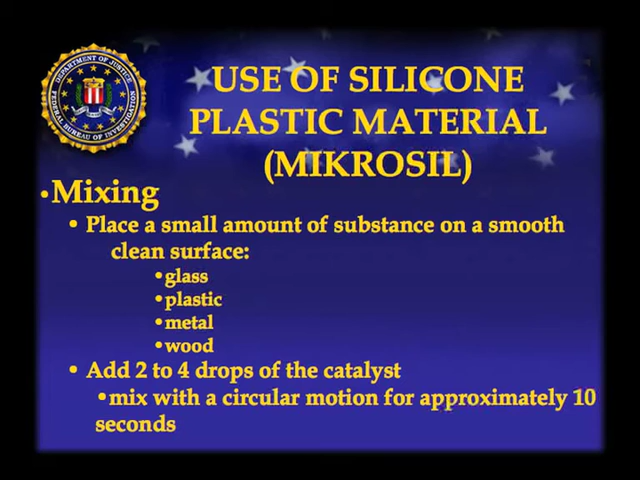 DEPARTMENT OF JUSTICE
FEDERAL BUREAU OF INVESTIGATION
USE OF SILICONE
PLASTIC MATERIAL
(MIKROSIL)
•Mixing
• Place a small amount of substance on a smooth
clean surface:
•glass
•plastic
•metal
•wood
• Add 2 to 4 drops of the catalyst
•mix with a circular motion for approximately 10
seconds